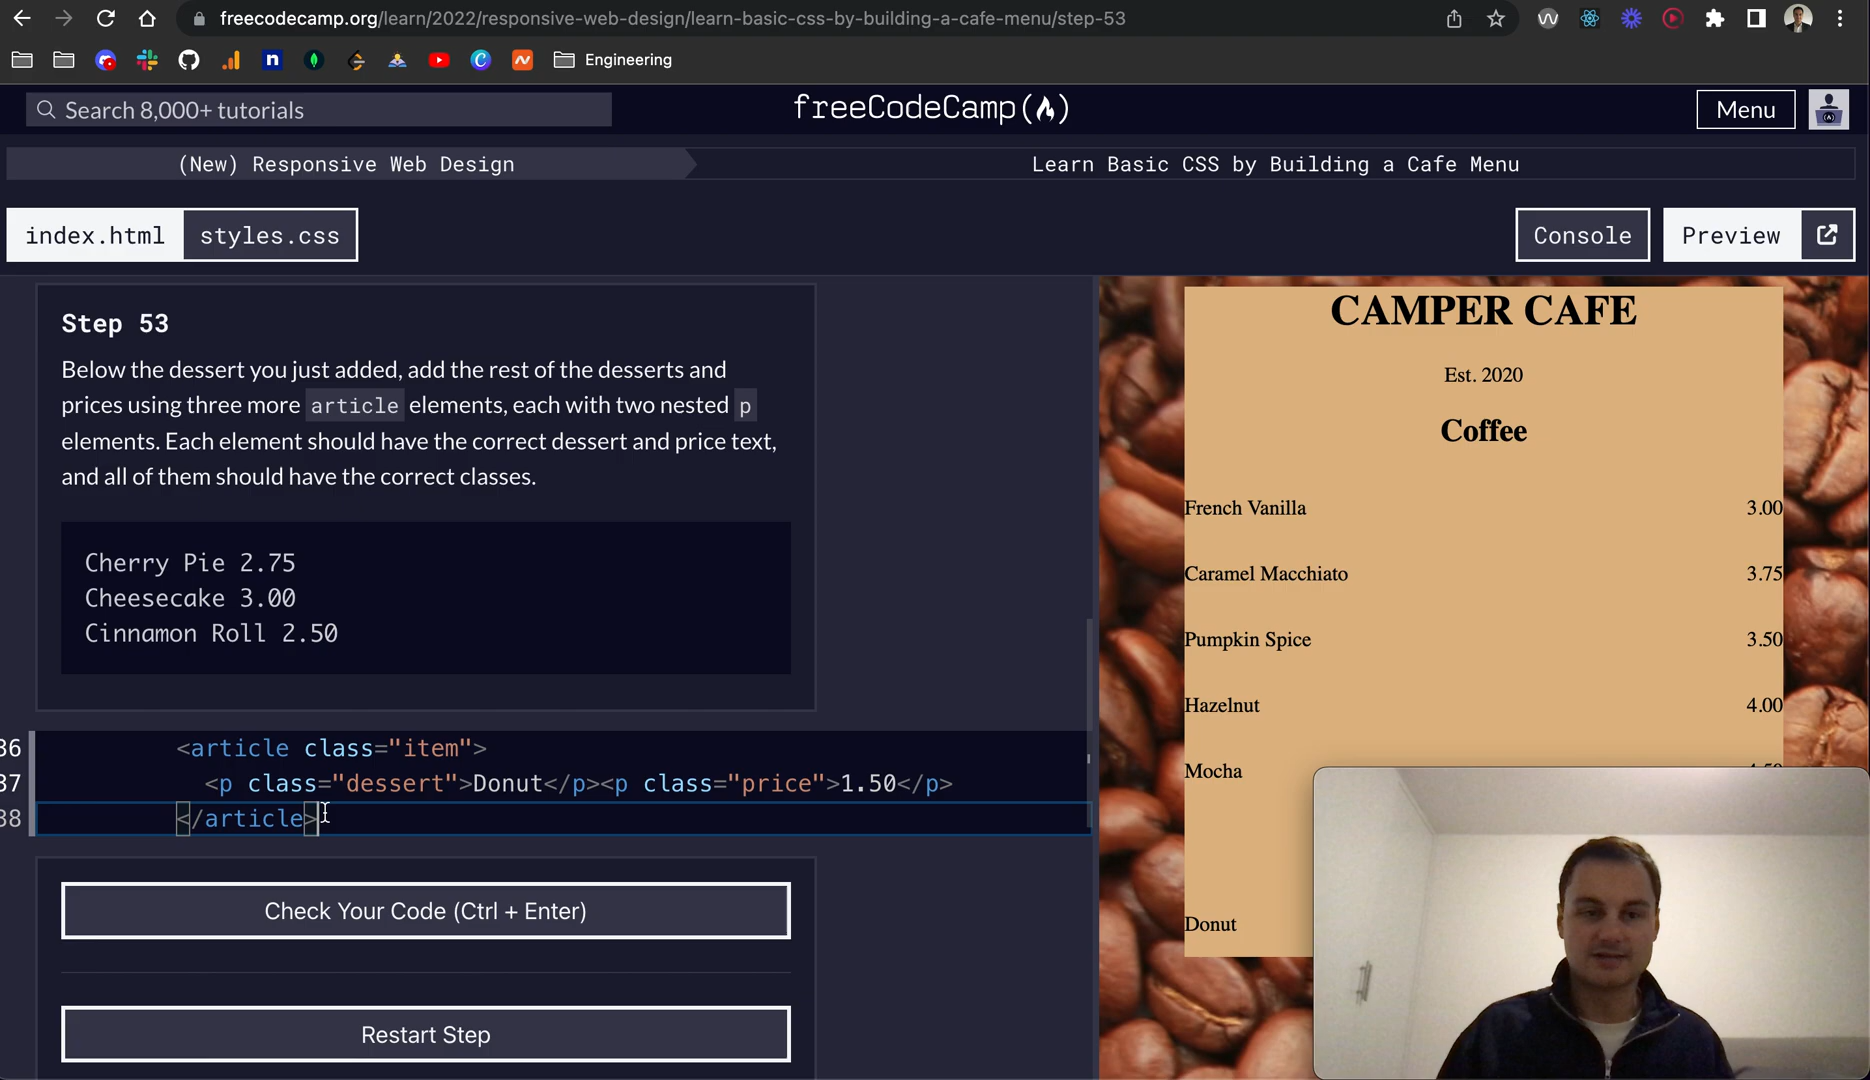 freecodecamp.org/learn/2022/responsive-web-design/learn-basic-css-by-building-a-cafe-menu/step-53
Engineering
Search 8,000+ tutorials
freeCodeCamp
Menu
(New) Responsive Web Design
Learn Basic CSS by Building a Cafe Menu
index.html
styles.css
Console
Preview
Step 53
Below the dessert you just added, add the rest of the desserts and
prices using three more article elements, each with two nested p
elements. Each element should have the correct dessert and price text,
and all of them should have the correct classes.
Cherry Pie 2.75
Cheesecake 3.00
Cinnamon Roll 2.50
36 <article class="item">
37 <p class="dessert">Donut</p><p class="price">1.50</p>
38 </article>
Check Your Code (Ctrl + Enter)
Restart Step
CAMPER CAFE
Est. 2020
Coffee
French Vanilla 3.00
Caramel Macchiato 3.75
Pumpkin Spice 3.50
Hazelnut 4.00
Mocha
Donut